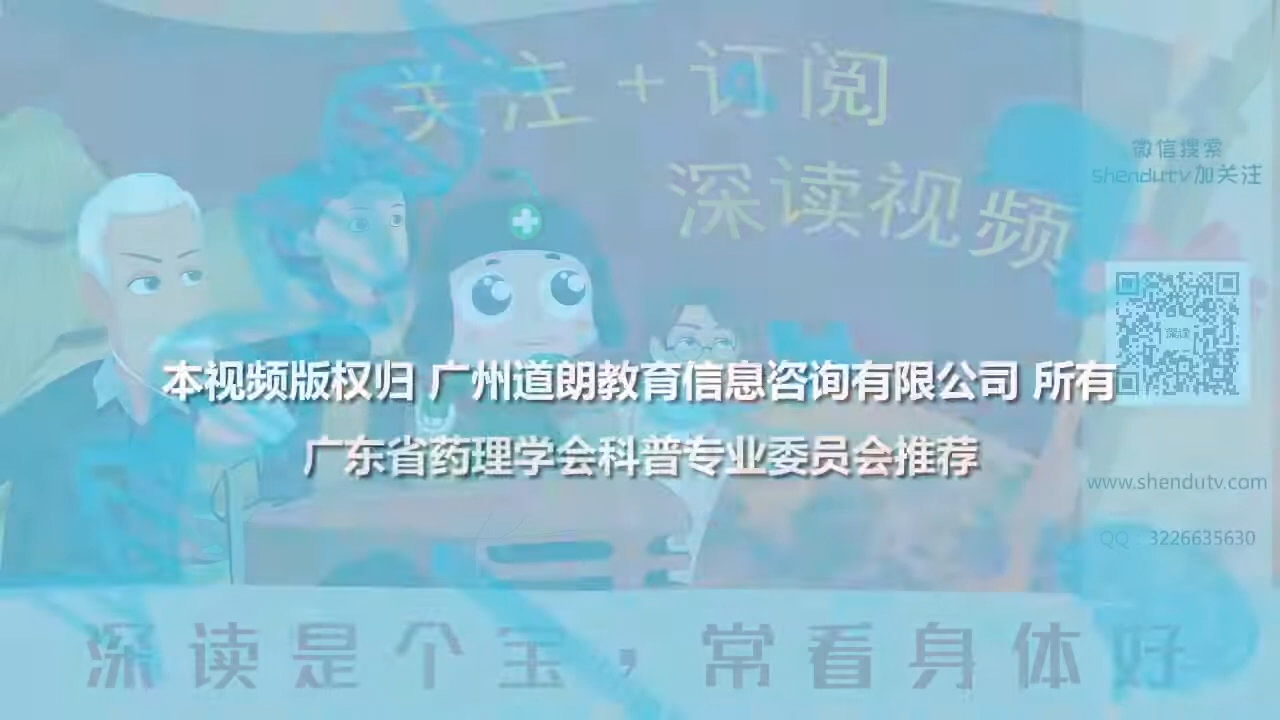 关注+订阅
深读视频
微信搜索
shendutv加关注
深读
本视频版权归 广州道朗教育信息咨询有限公司 所有
广东省药理学会科普专业委员会推荐
www.shendutv.com
QQ 3226635630
深读是个宝，常看身体好